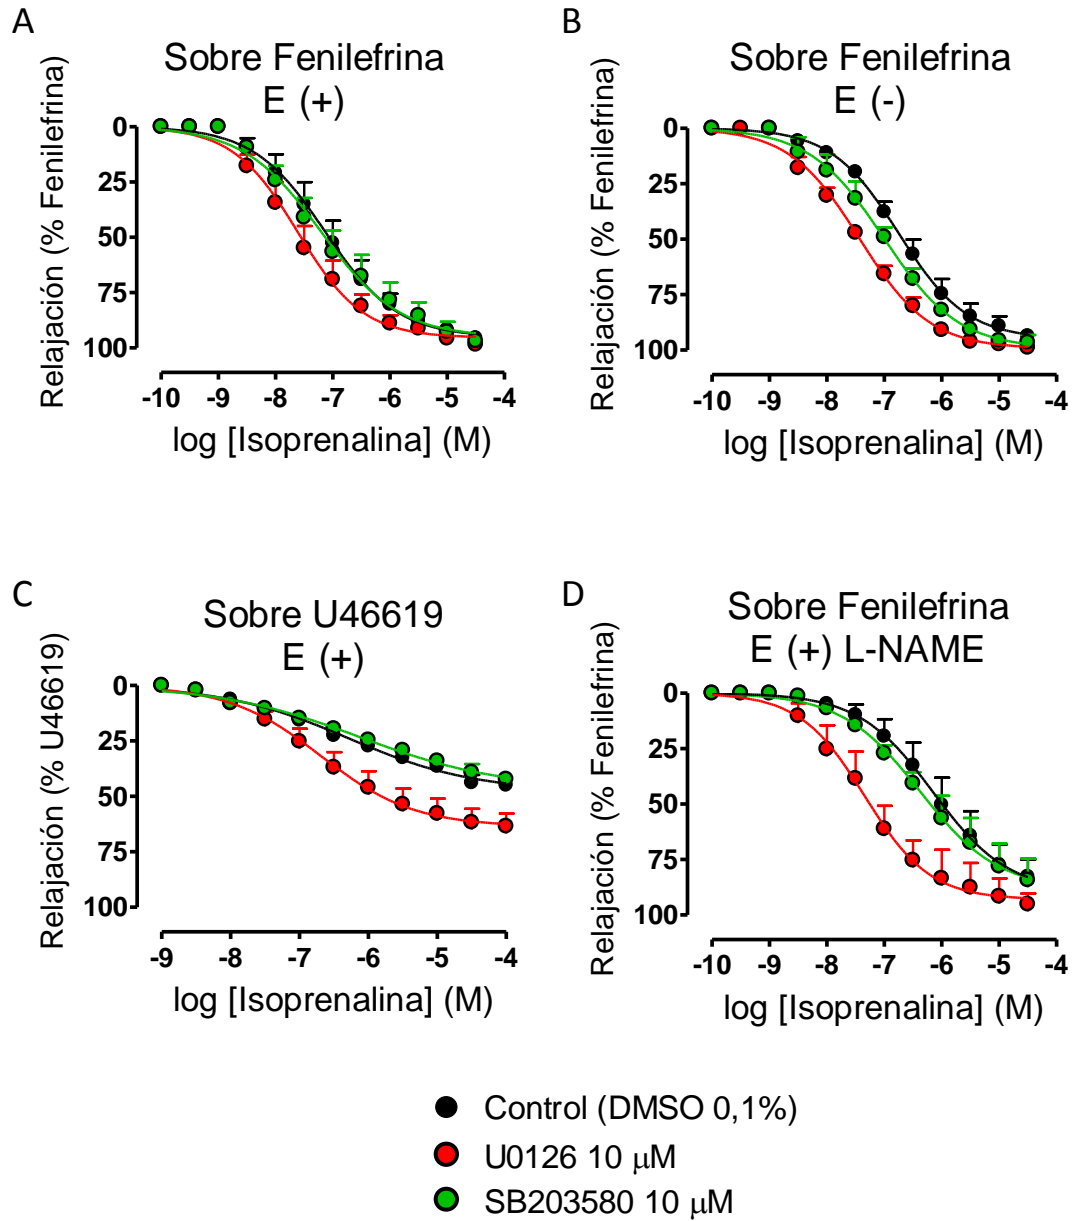 A
Sobre Fenilefrina
E (+)
Relajación (% Fenilefrina)
0
25
50
75
100
-10 -9 -8 -7 -6 -5 -4
log [Isoprenalina] (M)
B
Sobre Fenilefrina
E (-)
Relajación (% Fenilefrina)
0
25
50
75
100
-10 -9 -8 -7 -6 -5 -4
log [Isoprenalina] (M)
C
Sobre U46619
E (+)
Relajación (% U46619)
0
25
50
75
100
-9 -8 -7 -6 -5 -4
log [Isoprenalina] (M)
D
Sobre Fenilefrina
E (+) L-NAME
Relajación (% Fenilefrina)
0
25
50
75
100
-10 -9 -8 -7 -6 -5 -4
log [Isoprenalina] (M)
Control (DMSO 0,1%)
U0126 10 μM
SB203580 10 μM